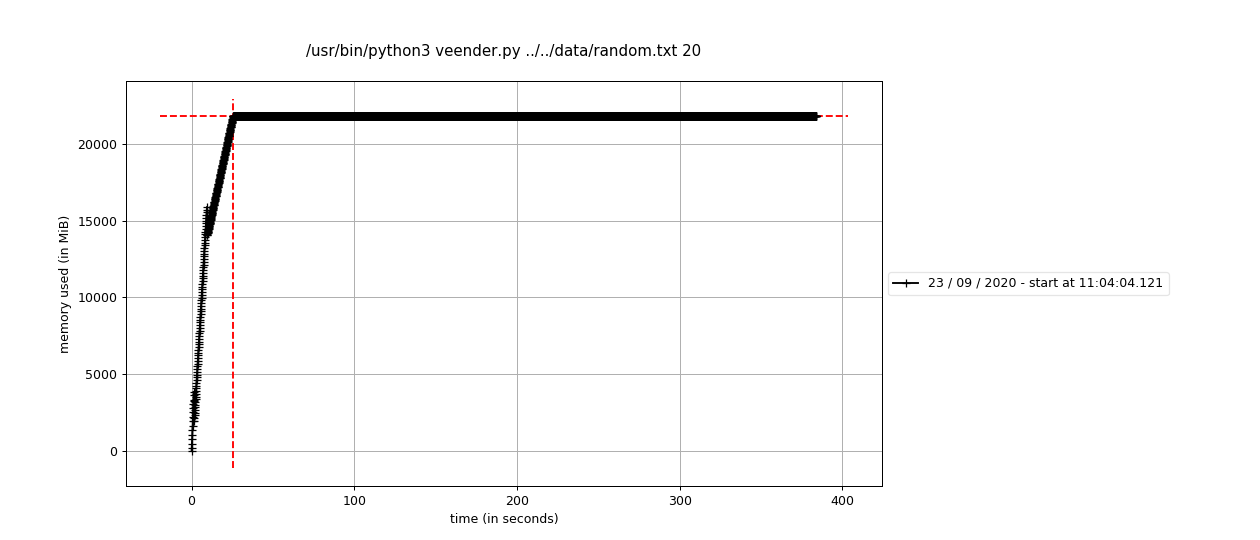 /usr/bin/python3 veender.py ../../data/random.txt 20
20000
15000
10000
5000
0
memory used (in MiB)
0 100 200 300 400
time (in seconds)
23 / 09 / 2020 - start at 11:04:04.121